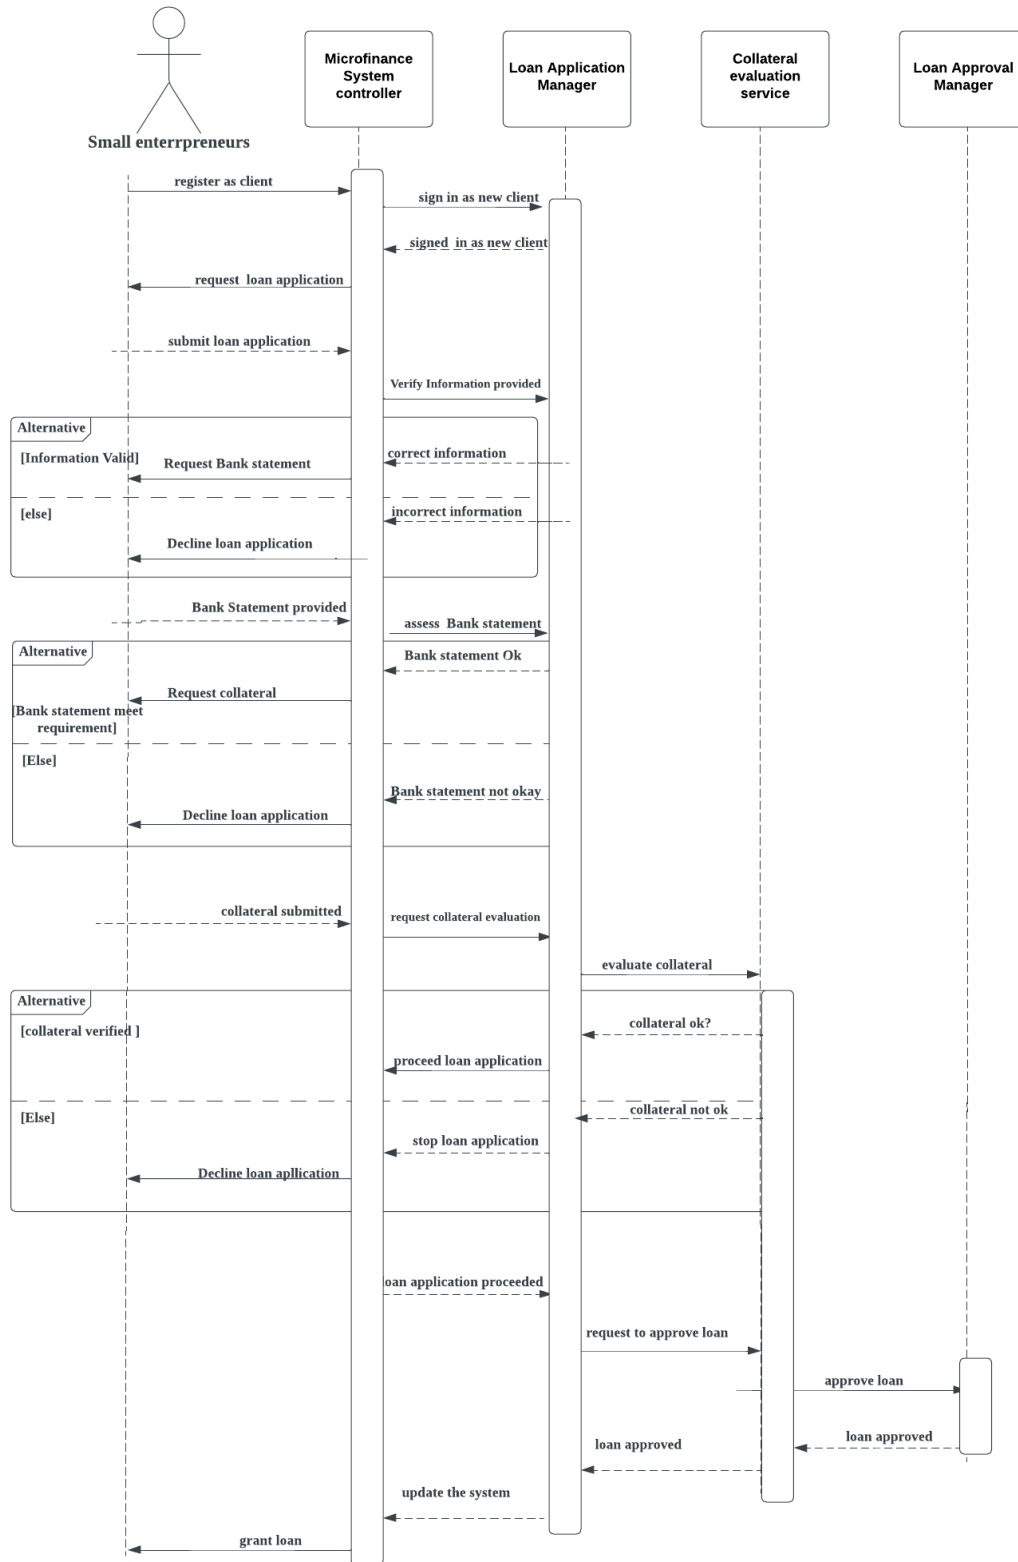 Microfinance
System
controller
Loan Application
Manager
Collateral
evaluation
service
Loan Approval
Manager
Small enterrpreneurs
register as client
sign in as new client
signed in as new client
request loan application
submit loan application
Verify Information provided
Alternative
[Information Valid]
Request Bank statement
correct information
[else]
incorrect information
Decline loan application
Bank Statement provided
assess Bank statement
Alternative
Bank statement Ok
Request collateral
[Bank statement meet
requirement]
[Else]
Bank statement not okay
Decline loan application
collateral submitted
request collateral evaluation
evaluate collateral
Alternative
[collateral verified ]
collateral ok?
proceed loan application
[Else]
collateral not ok
stop loan application
Decline loan apllication
loan application proceeded
request to approve loan
approve loan
loan approved
loan approved
update the system
grant loan